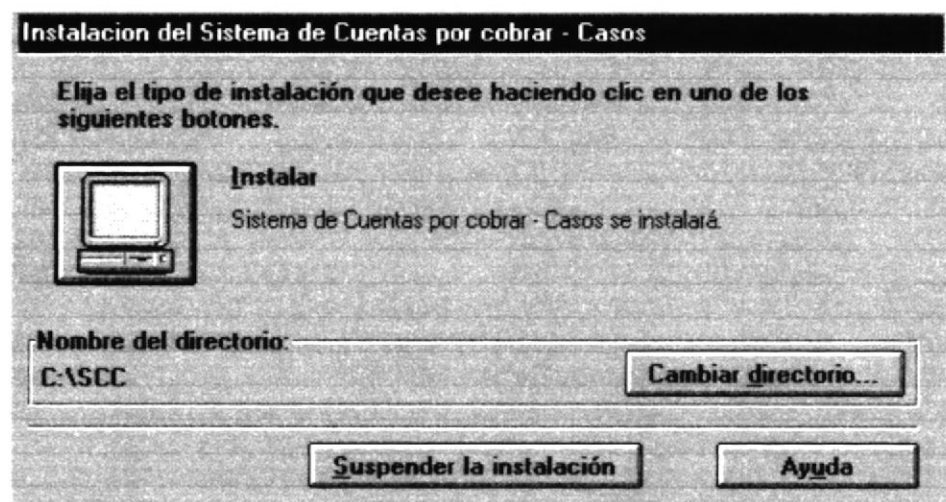 Instalacion del Sistema de Cuentas por cobrar - Casos
Elija el tipo de instalación que desee haciendo clic en uno de los
siguientes botones.
Instalar
Sistema de Cuentas por cobrar - Casos se instalará.
Nombre del directorio:
C:\SCC
Cambiar directorio...
Suspender la instalación
Ayuda